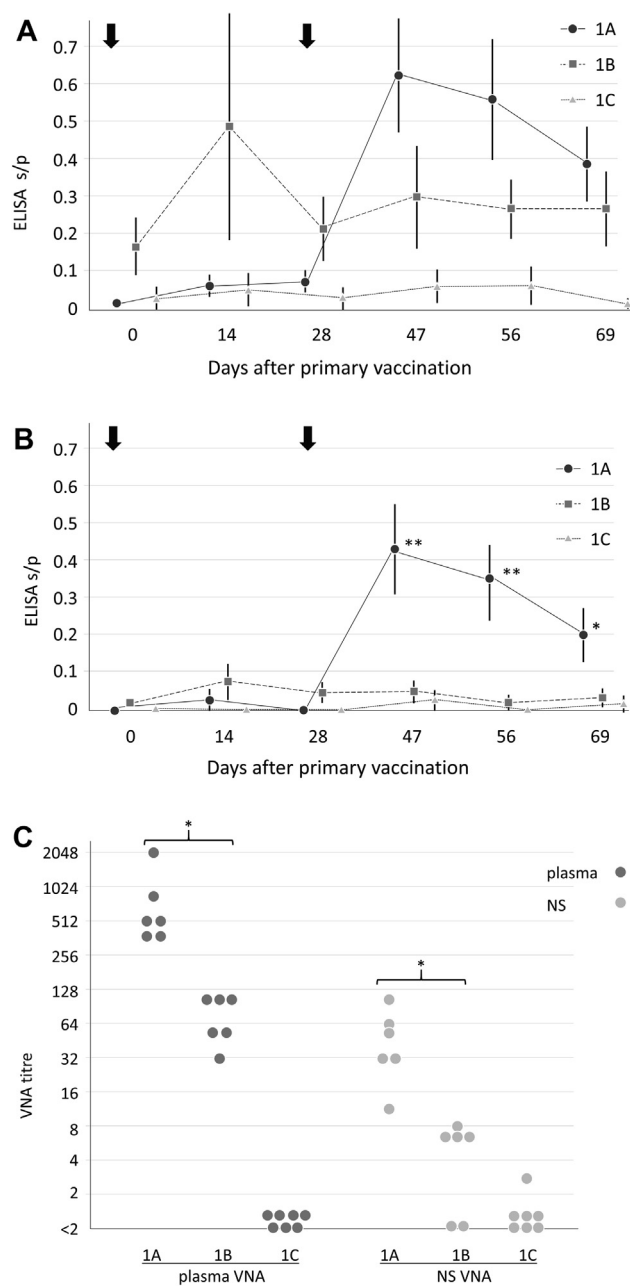 A
1A
1B
1C
0.7
0.6
0.5
0.4
0.3
0.2
0.1
0
ELISA s/p
0 14 28 47 56 69
Days after primary vaccination
B
1A
1B
1C
0.7
0.6
0.5
0.4
0.3
0.2
0.1
0
ELISA s/p
** ** *
0 14 28 47 56 69
Days after primary vaccination
C
*
plasma
NS
*
2048
1024
512
256
128
64
32
16
8
4
2
<2
VNA titre
1A 1B 1C 1A 1B 1C
plasma VNA NS VNA